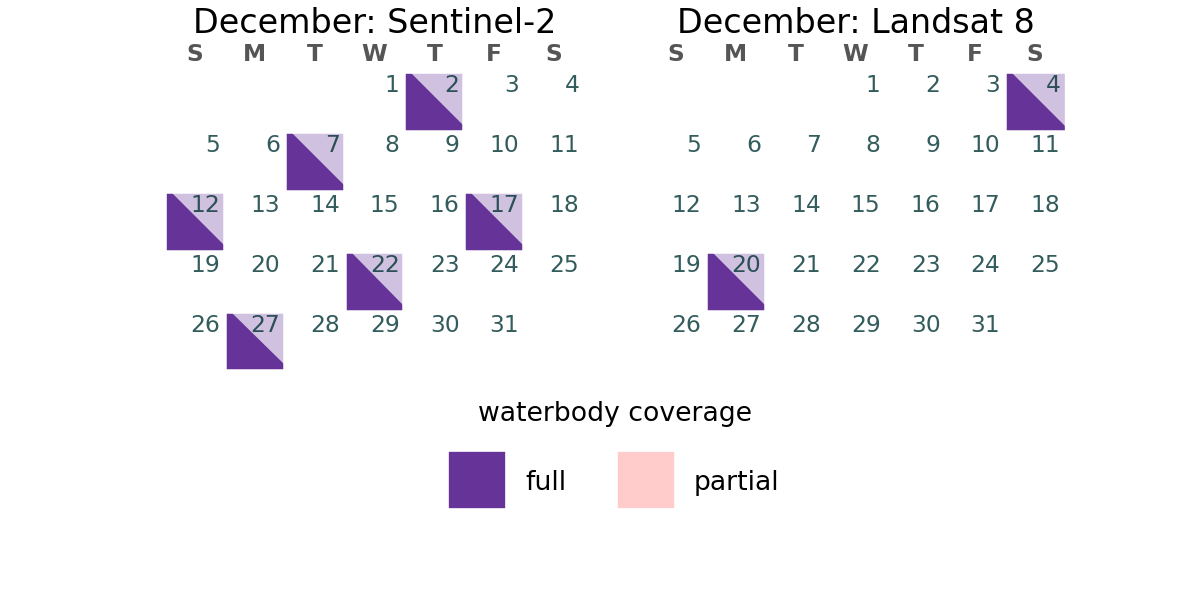 December: Sentinel-2
S M T W T F S
1 2 3 4
5 6 7 8 9 10 11
12 13 14 15 16 17 18
19 20 21 22 23 24 25
26 27 28 29 30 31
December: Landsat 8
S M T W T F S
1 2 3 4
5 6 7 8 9 10 11
12 13 14 15 16 17 18
19 20 21 22 23 24 25
26 27 28 29 30 31
waterbody coverage
full partial